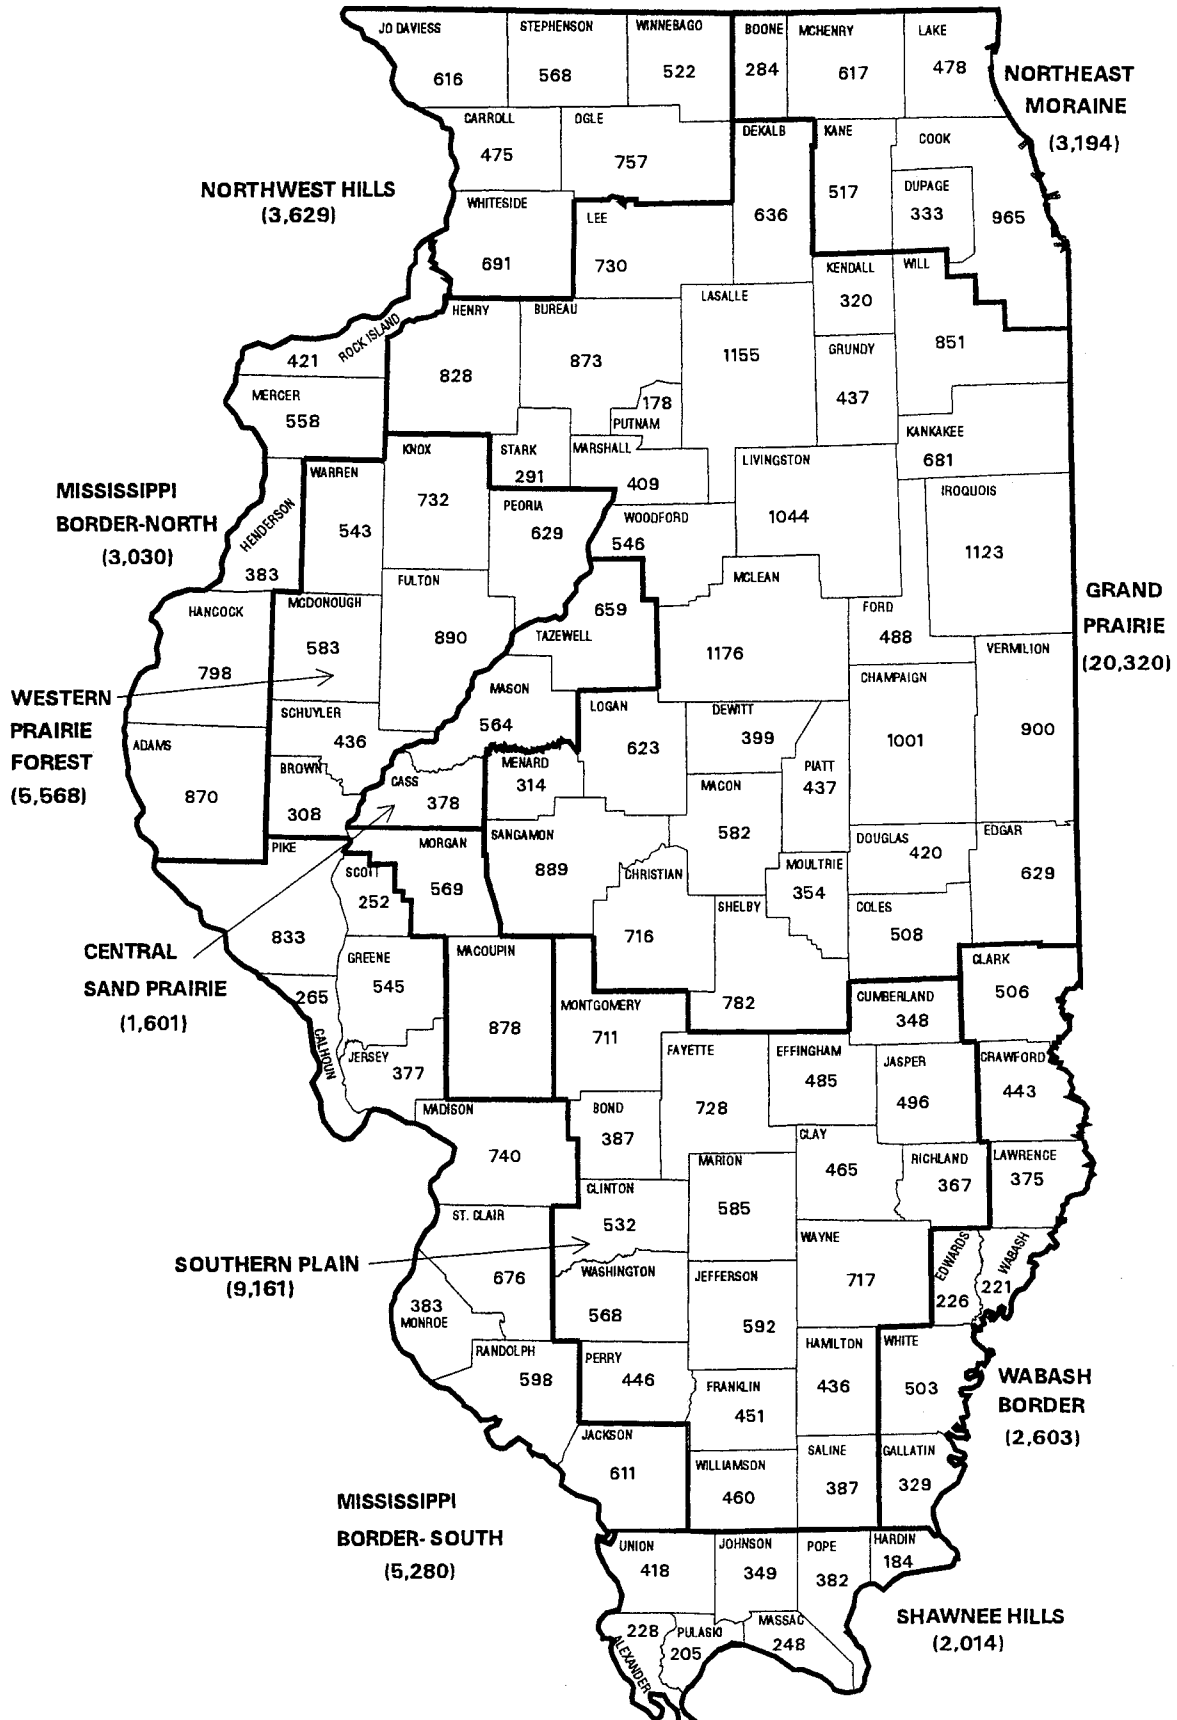 JO DAVIESS
616
STEPHENSON
568
WINNEBAGO
522
BOONE
284
MCHENRY
617
LAKE
478
NORTHEAST
MORAINE
(3,194)
CARROLL
475
OGLE
757
DEKALB
636
KANE
517
COOK
965
DUPAGE
333
NORTHWEST HILLS
(3,629)
WHITESIDE
691
LEE
730
KENDALL
320
WILL
851
ROCK ISLAND
421
HENRY
828
BUREAU
873
LASALLE
1155
GRUNDY
437
MERCER
558
178
PUTNAM
KANKAKEE
681
KNOX
732
STARK
291
MARSHALL
409
LIVINGSTON
1044
IROQUOIS
1123
MISSISSIPPI
BORDER-NORTH
(3,030)
HENDERSON
383
WARREN
543
PEORIA
629
WOODFORD
546
HANCOCK
798
MCDONOUGH
583
FULTON
890
659
TAZEWELL
MCLEAN
1176
FORD
488
GRAND
PRAIRIE
(20,320)
VERMILION
900
WESTERN
PRAIRIE
FOREST
(5,568)
SCHUYLER
436
MASON
564
LOGAN
623
DEWITT
399
CHAMPAIGN
1001
ADAMS
870
BROWN
308
CASS
378
MENARD
314
MACON
582
PIATT
437
PIKE
833
SCOTT
252
MORGAN
569
SANGAMON
889
CHRISTIAN
716
MOULTRIE
354
DOUGLAS
420
EDGAR
629
SHELBY
782
COLES
508
CENTRAL
SAND PRAIRIE
(1,601)
GREENE
545
MACOUPIN
878
MONTGOMERY
711
CUMBERLAND
348
CLARK
506
265
CALHOUN
JERSEY
377
FAYETTE
728
EFFINGHAM
485
JASPER
496
CRAWFORD
443
MADISON
740
BOND
387
CLAY
465
RICHLAND
367
LAWRENCE
375
ST. CLAIR
676
CLINTON
532
MARION
585
WAYNE
717
EDWARDS
226
WABASH
221
SOUTHERN PLAIN
(9,161)
WASHINGTON
568
JEFFERSON
592
383
MONROE
RANDOLPH
598
PERRY
446
HAMILTON
436
WHITE
503
WABASH
BORDER
(2,603)
FRANKLIN
451
JACKSON
611
WILLIAMSON
460
SALINE
387
GALLATIN
329
MISSISSIPPI
BORDER- SOUTH
(5,280)
UNION
418
JOHNSON
349
POPE
382
HARDIN
184
228
ALEXANDER
PULASKI
205
MASSAC
248
SHAWNEE HILLS
(2,014)